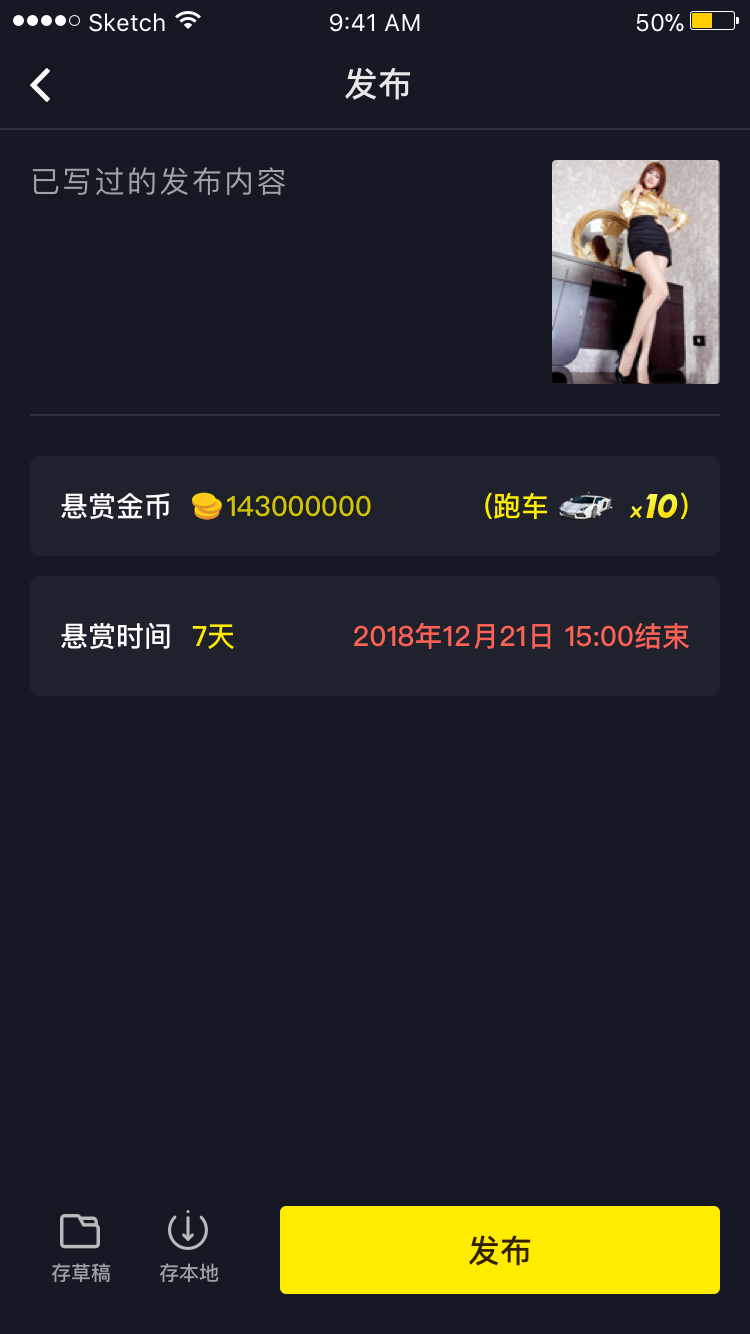 Sketch 9:41 AM 50%
发布
已写过的发布内容
悬赏金币 143000000 (跑车 x10)
悬赏时间 7天 2018年12月21日 15:00结束
存草稿 存本地 发布